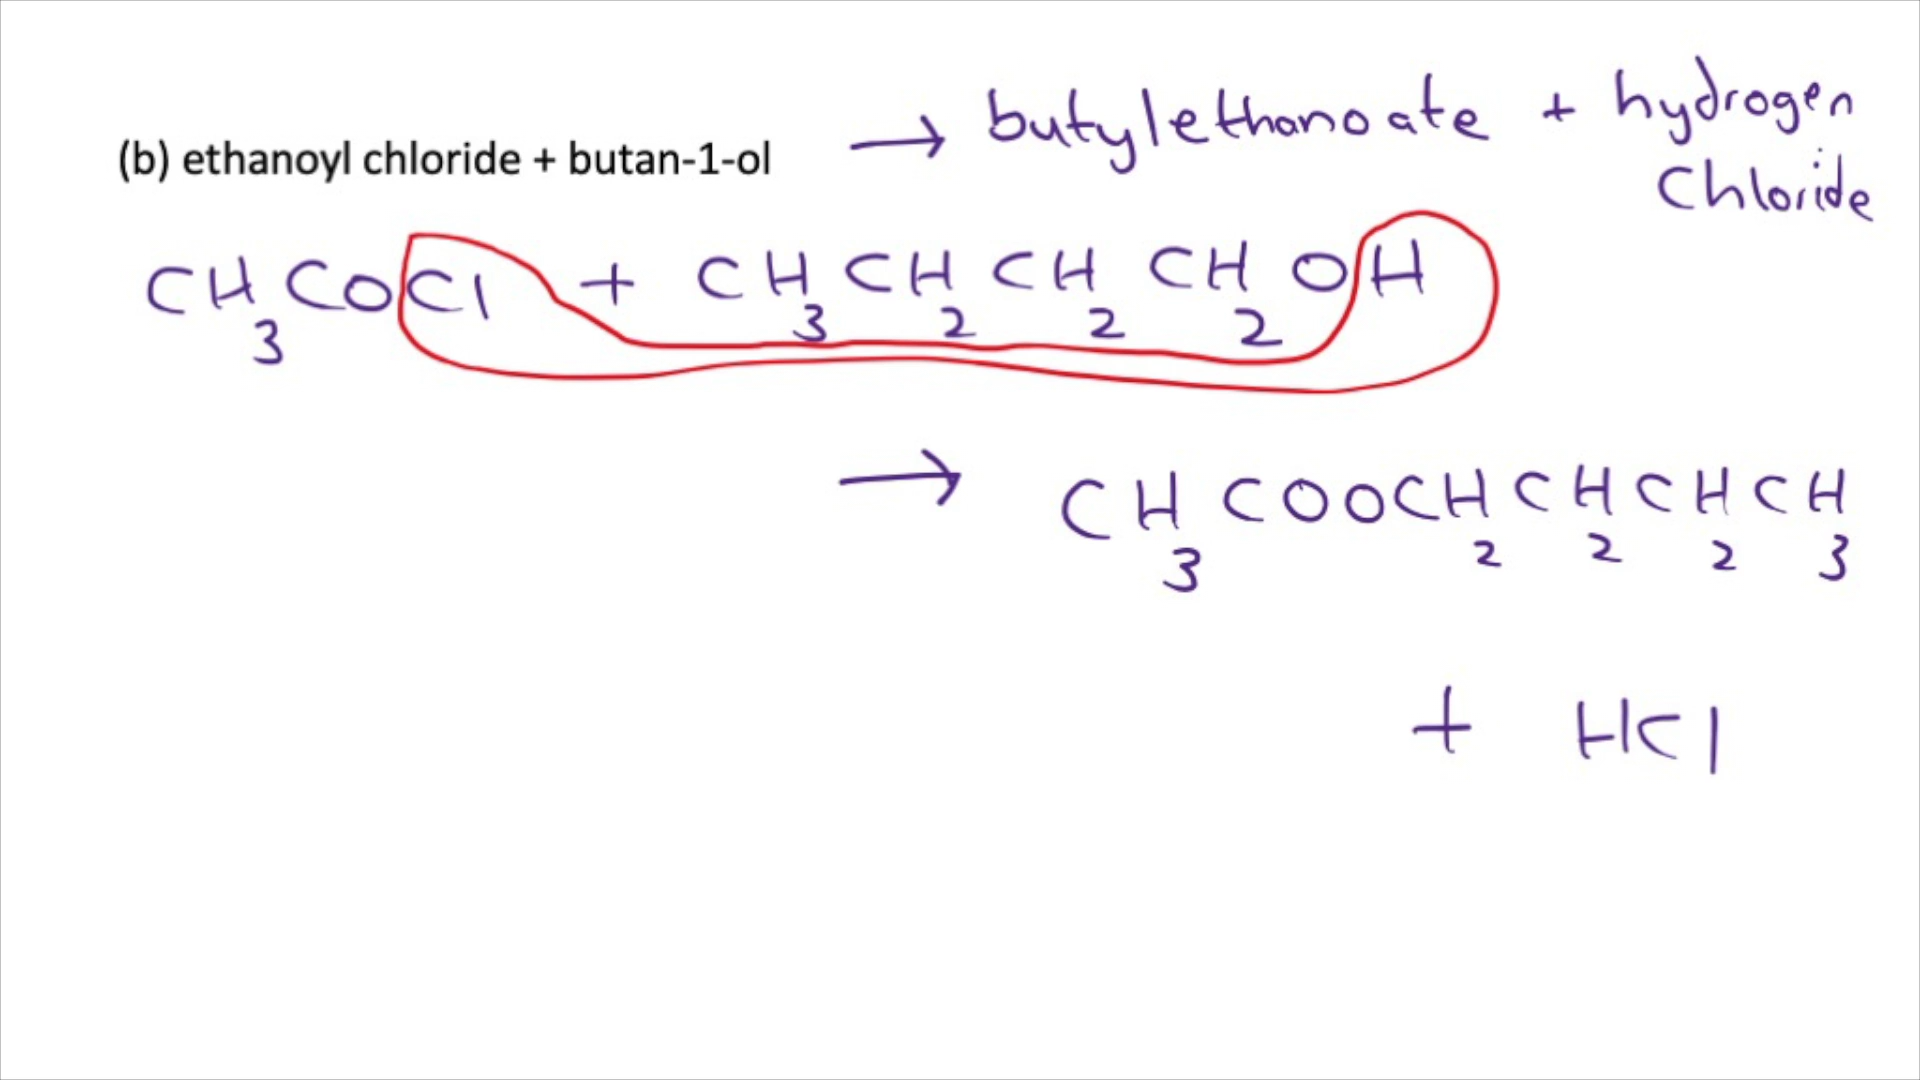 (b) ethanoyl chloride + butan-1-ol → butylethanoate + hydrogen
chloride
CH₃COCl + CH₃CH₂CH₂CH₂OH
→ CH₃COOCH₂CH₂CH₂CH₃
+ HCl